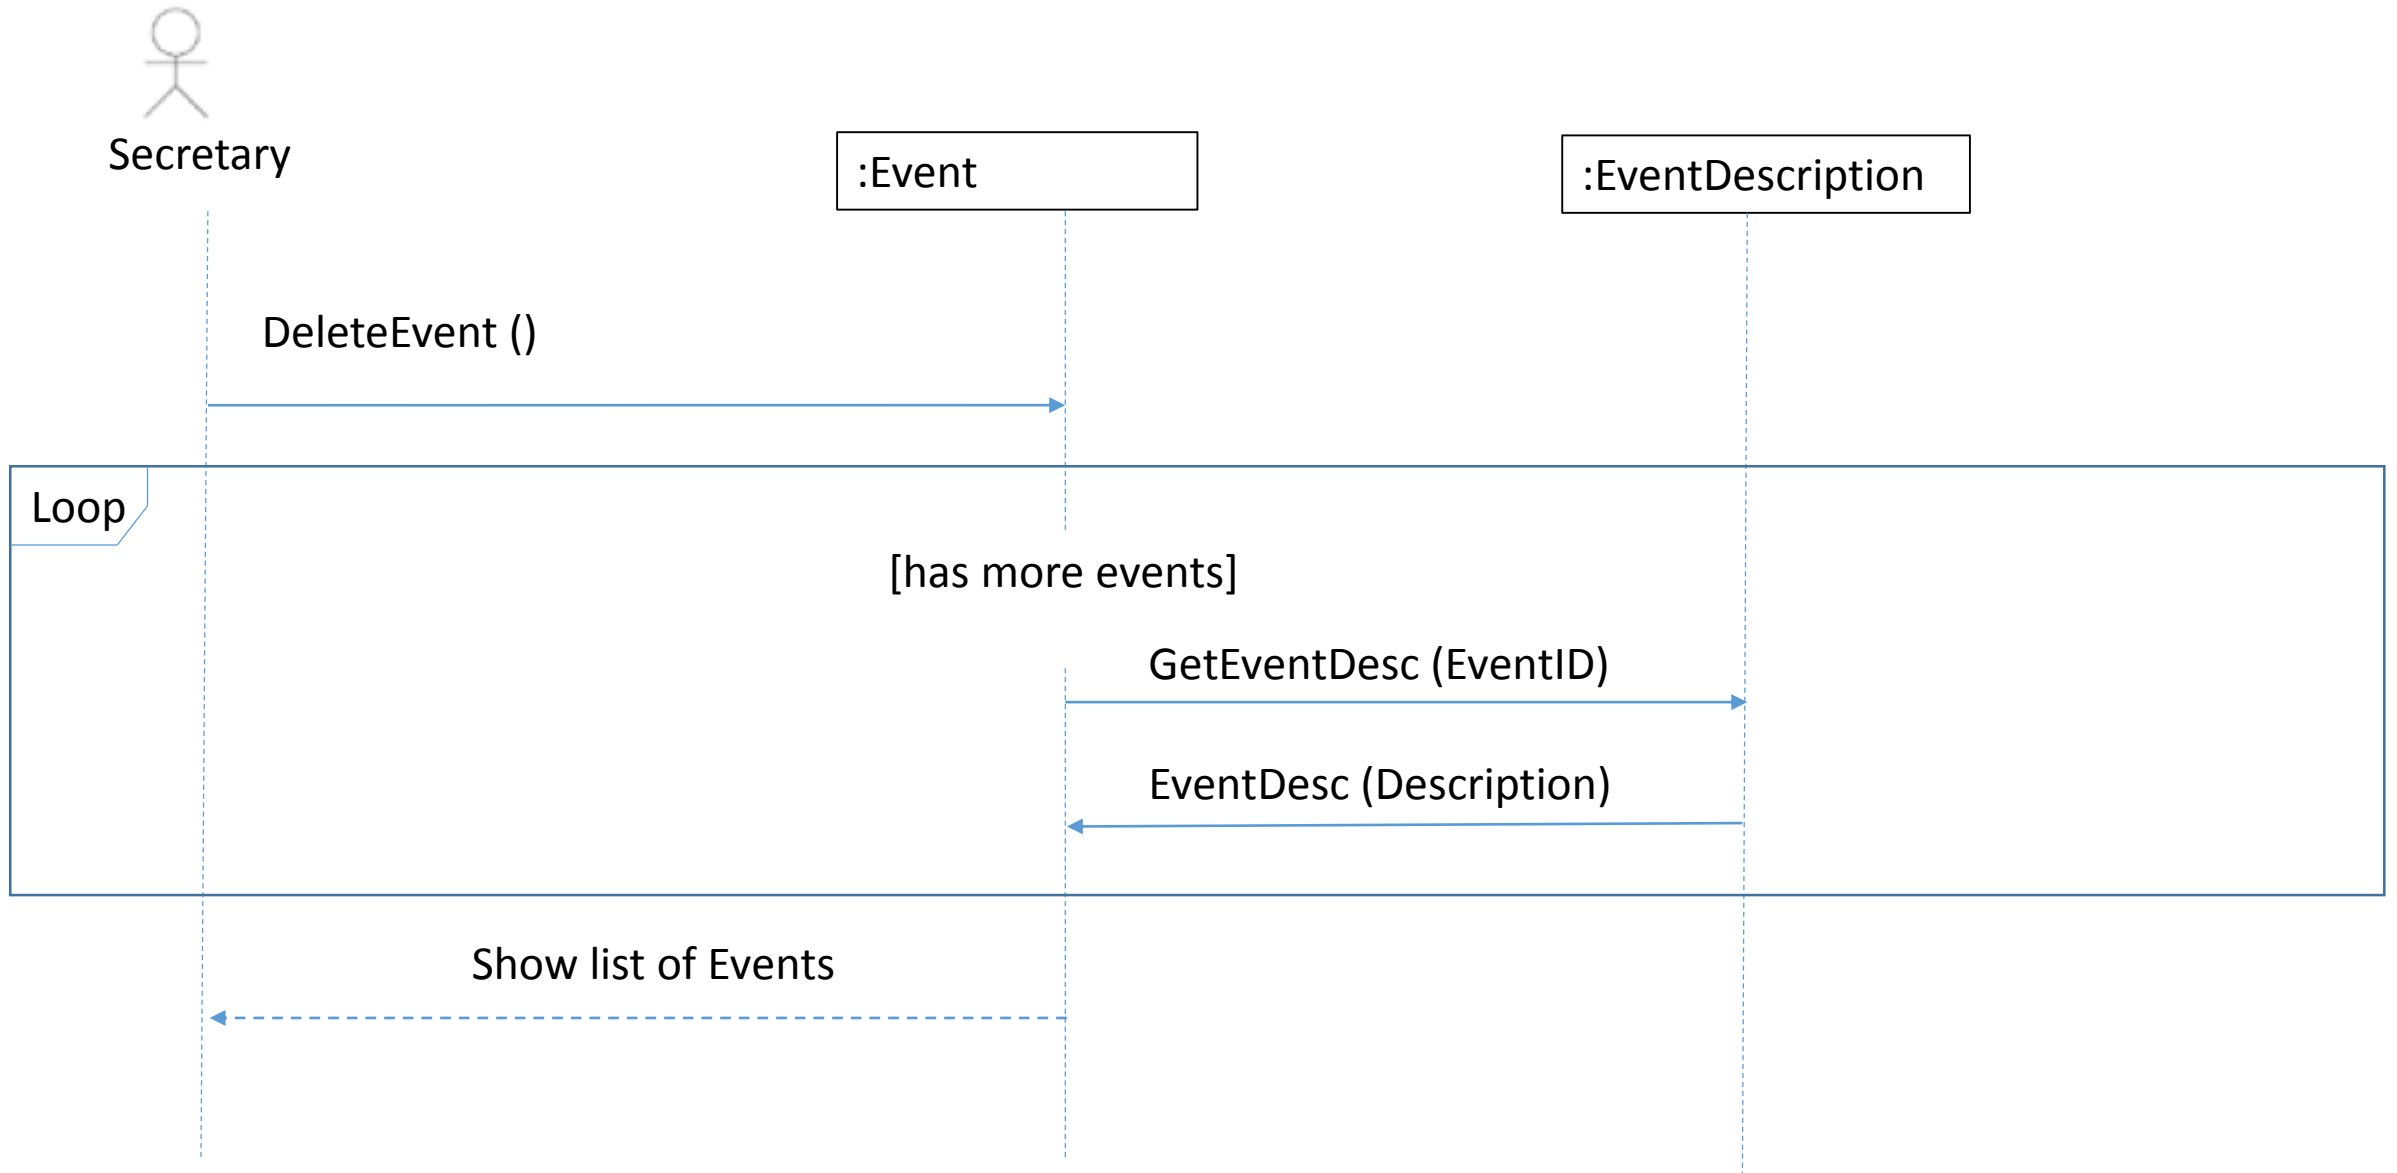 Secretary
:Event
:EventDescription
DeleteEvent ()
Loop
[has more events]
GetEventDesc (EventID)
EventDesc (Description)
Show list of Events